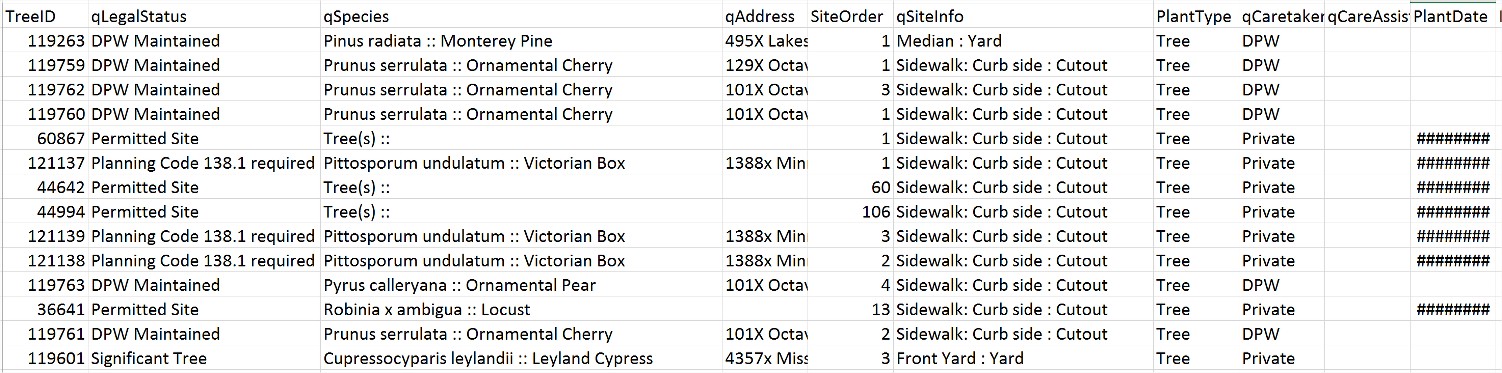 TreeID qLegalStatus qSpecies qAddress SiteOrder qSiteInfo PlantType qCaretaker qCareAssis PlantDate
119263 DPW Maintained Pinus radiata :: Monterey Pine 495X Lakes 1 Median : Yard Tree DPW
119759 DPW Maintained Prunus serrulata :: Ornamental Cherry 129X Octav 1 Sidewalk: Curb side : Cutout Tree DPW
119762 DPW Maintained Prunus serrulata :: Ornamental Cherry 101X Octav 3 Sidewalk: Curb side : Cutout Tree DPW
119760 DPW Maintained Prunus serrulata :: Ornamental Cherry 101X Octav 1 Sidewalk: Curb side : Cutout Tree DPW
60867 Permitted Site Tree(s) :: 1 Sidewalk: Curb side : Cutout Tree Private ########
121137 Planning Code 138.1 required Pittosporum undulatum :: Victorian Box 1388x Min 1 Sidewalk: Curb side : Cutout Tree Private ########
44642 Permitted Site Tree(s) :: 60 Sidewalk: Curb side : Cutout Tree Private ########
44994 Permitted Site Tree(s) :: 106 Sidewalk: Curb side : Cutout Tree Private ########
121139 Planning Code 138.1 required Pittosporum undulatum :: Victorian Box 1388x Min 3 Sidewalk: Curb side : Cutout Tree Private ########
121138 Planning Code 138.1 required Pittosporum undulatum :: Victorian Box 1388x Min 2 Sidewalk: Curb side : Cutout Tree Private ########
119763 DPW Maintained Pyrus calleryana :: Ornamental Pear 101X Octav 4 Sidewalk: Curb side : Cutout Tree DPW
36641 Permitted Site Robinia x ambigua :: Locust 13 Sidewalk: Curb side : Cutout Tree Private ########
119761 DPW Maintained Prunus serrulata :: Ornamental Cherry 101X Octav 2 Sidewalk: Curb side : Cutout Tree DPW
119601 Significant Tree Cupressocyparis leylandii :: Leyland Cypress 4357x Miss 3 Front Yard : Yard Tree Private